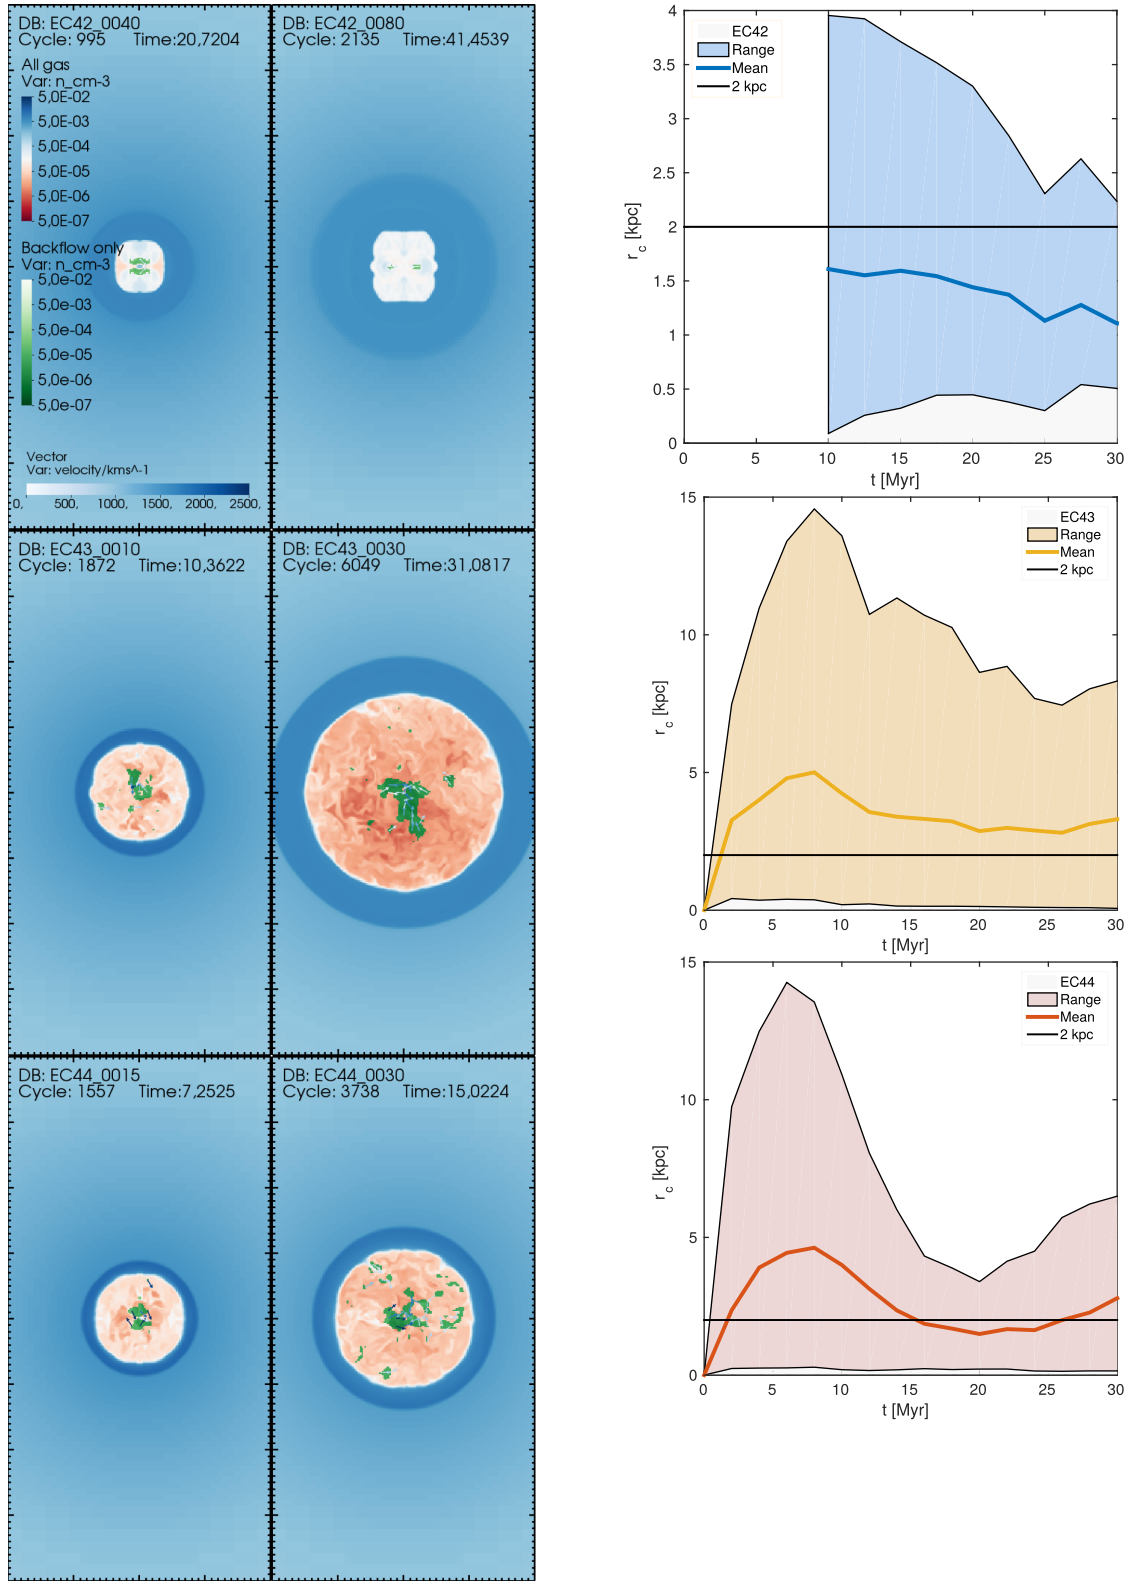 DB: EC42_0040
Cycle: 995 Time:20,7204
All gas
Var: n_cm-3
5,0E-02
5,0E-03
5,0E-04
5,0E-05
5,0E-06
5,0E-07
Backflow only
Var: n_cm-3
5,0e-02
5,0e-03
5,0e-04
5,0e-05
5,0e-06
5,0e-07
Vector
Var: velocity/kms^-1
0, 500, 1000, 1500, 2000, 2500,
DB: EC42_0080
Cycle: 2135 Time:41,4539
EC42
Range
Mean
2 kpc
4
3.5
3
2.5
2
1.5
1
0.5
0
r_c [kpc]
0 5 10 15 20 25 30
t [Myr]
DB: EC43_0010
Cycle: 1872 Time:10,3622
DB: EC43_0030
Cycle: 6049 Time:31,0817
EC43
Range
Mean
2 kpc
15
10
5
0
r_c [kpc]
0 5 10 15 20 25 30
t [Myr]
DB: EC44_0015
Cycle: 1557 Time:7,2525
DB: EC44_0030
Cycle: 3738 Time:15,0224
EC44
Range
Mean
2 kpc
15
10
5
0
r_c [kpc]
0 5 10 15 20 25 30
t [Myr]